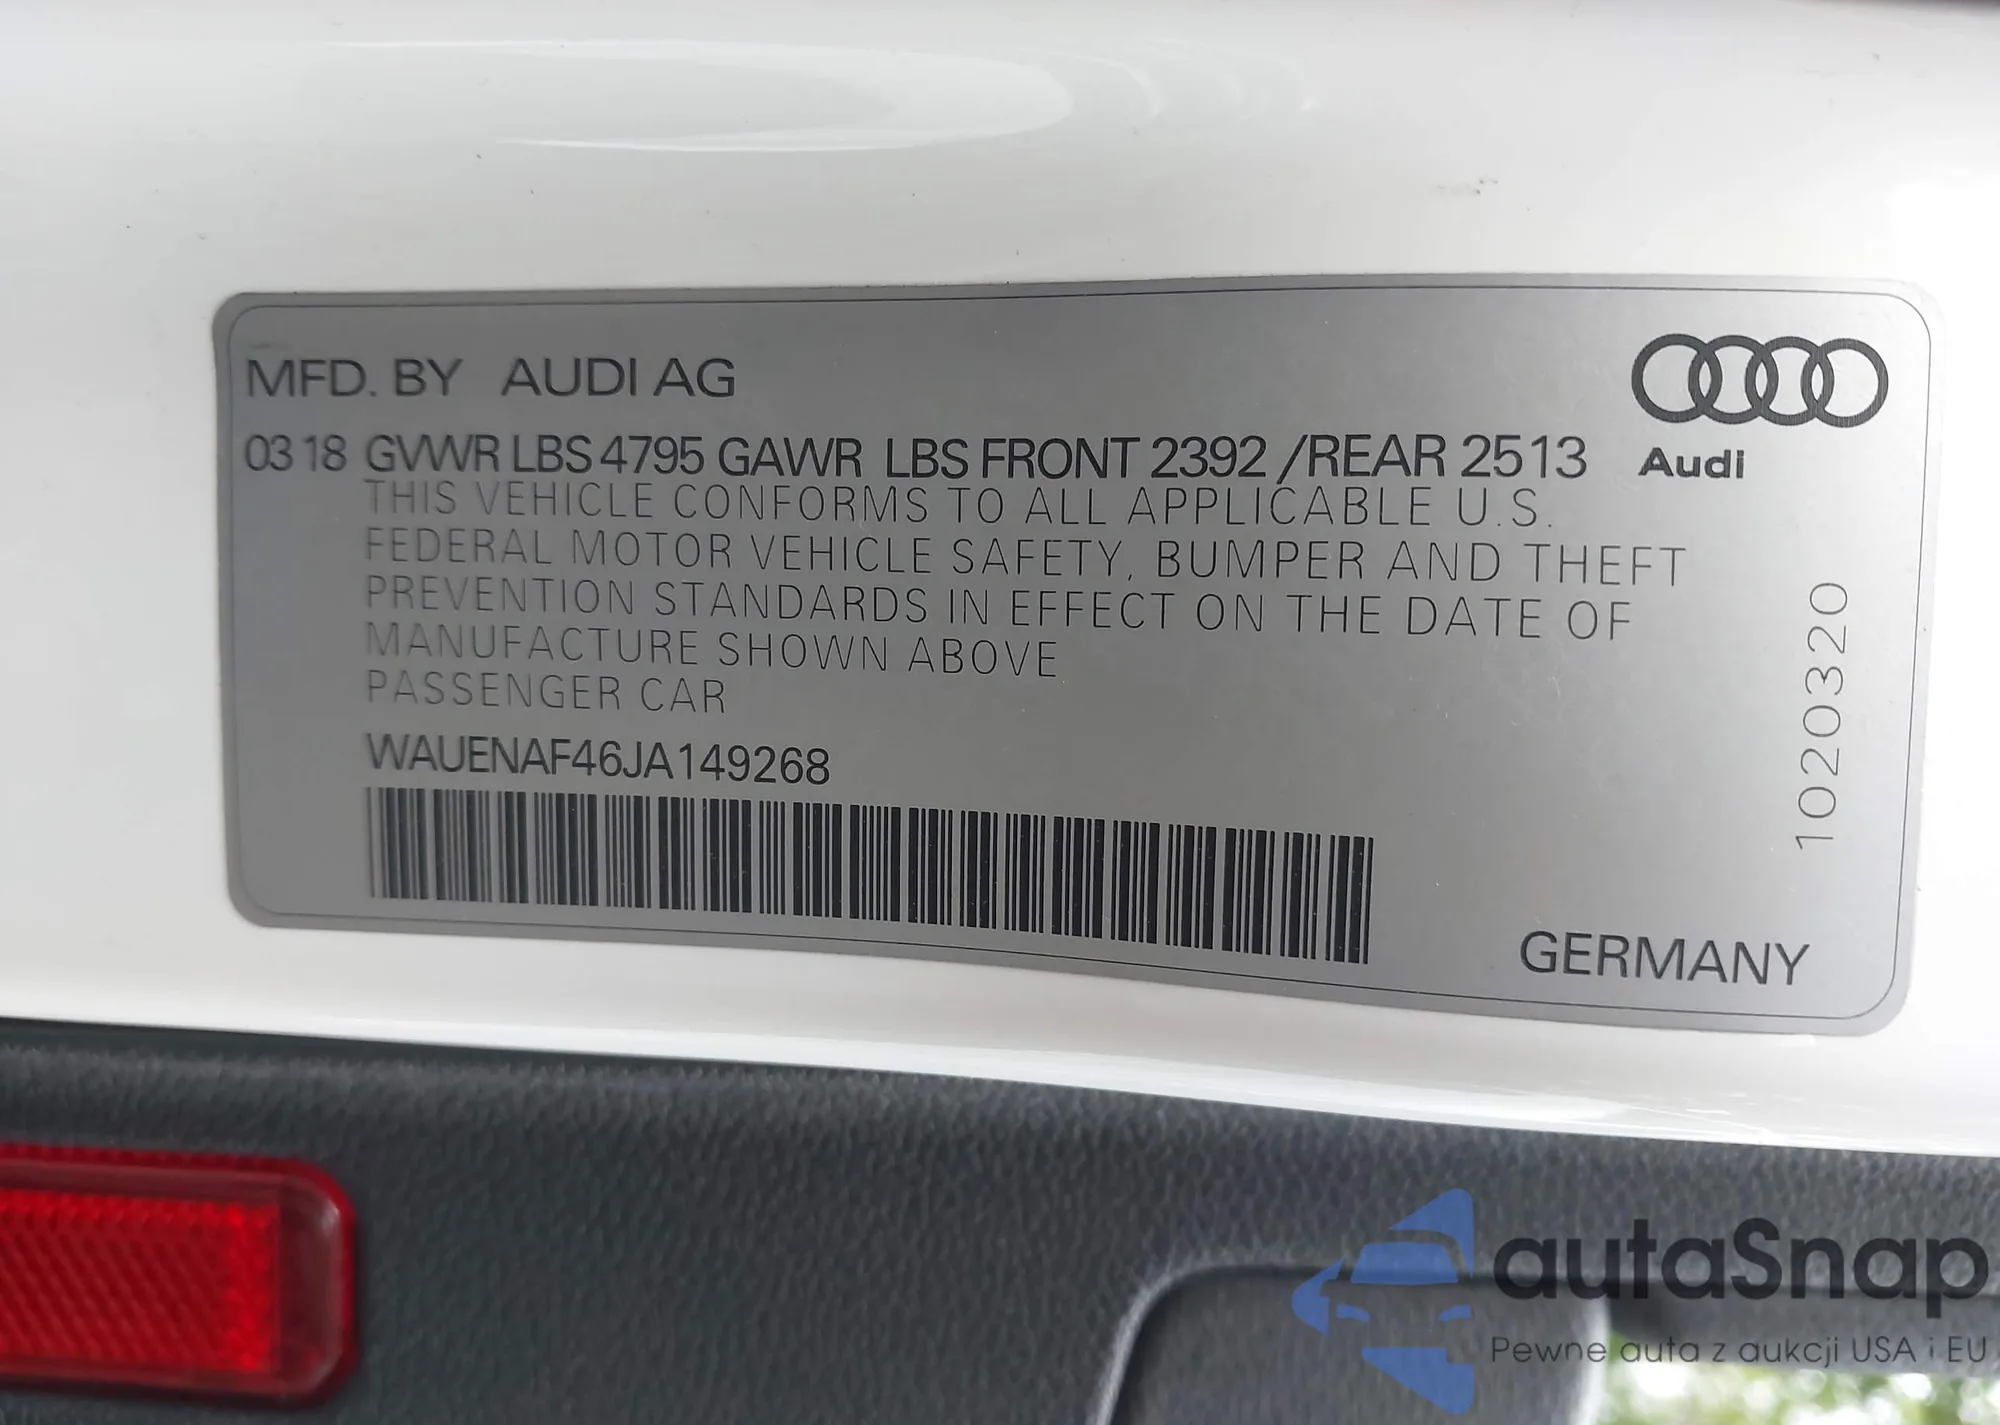 MFD. BY AUDI AG
03 18 GVWR LBS 4795 GAWR LBS FRONT 2392 /REAR 2513
Audi
THIS VEHICLE CONFORMS TO ALL APPLICABLE U.S.
FEDERAL MOTOR VEHICLE SAFETY, BUMPER AND THEFT
PREVENTION STANDARDS IN EFFECT ON THE DATE OF
MANUFACTURE SHOWN ABOVE
PASSENGER CAR
WAUENAF46JA149268
1020320
GERMANY
autaSnap
Pewne auta z aukcji USA i EU